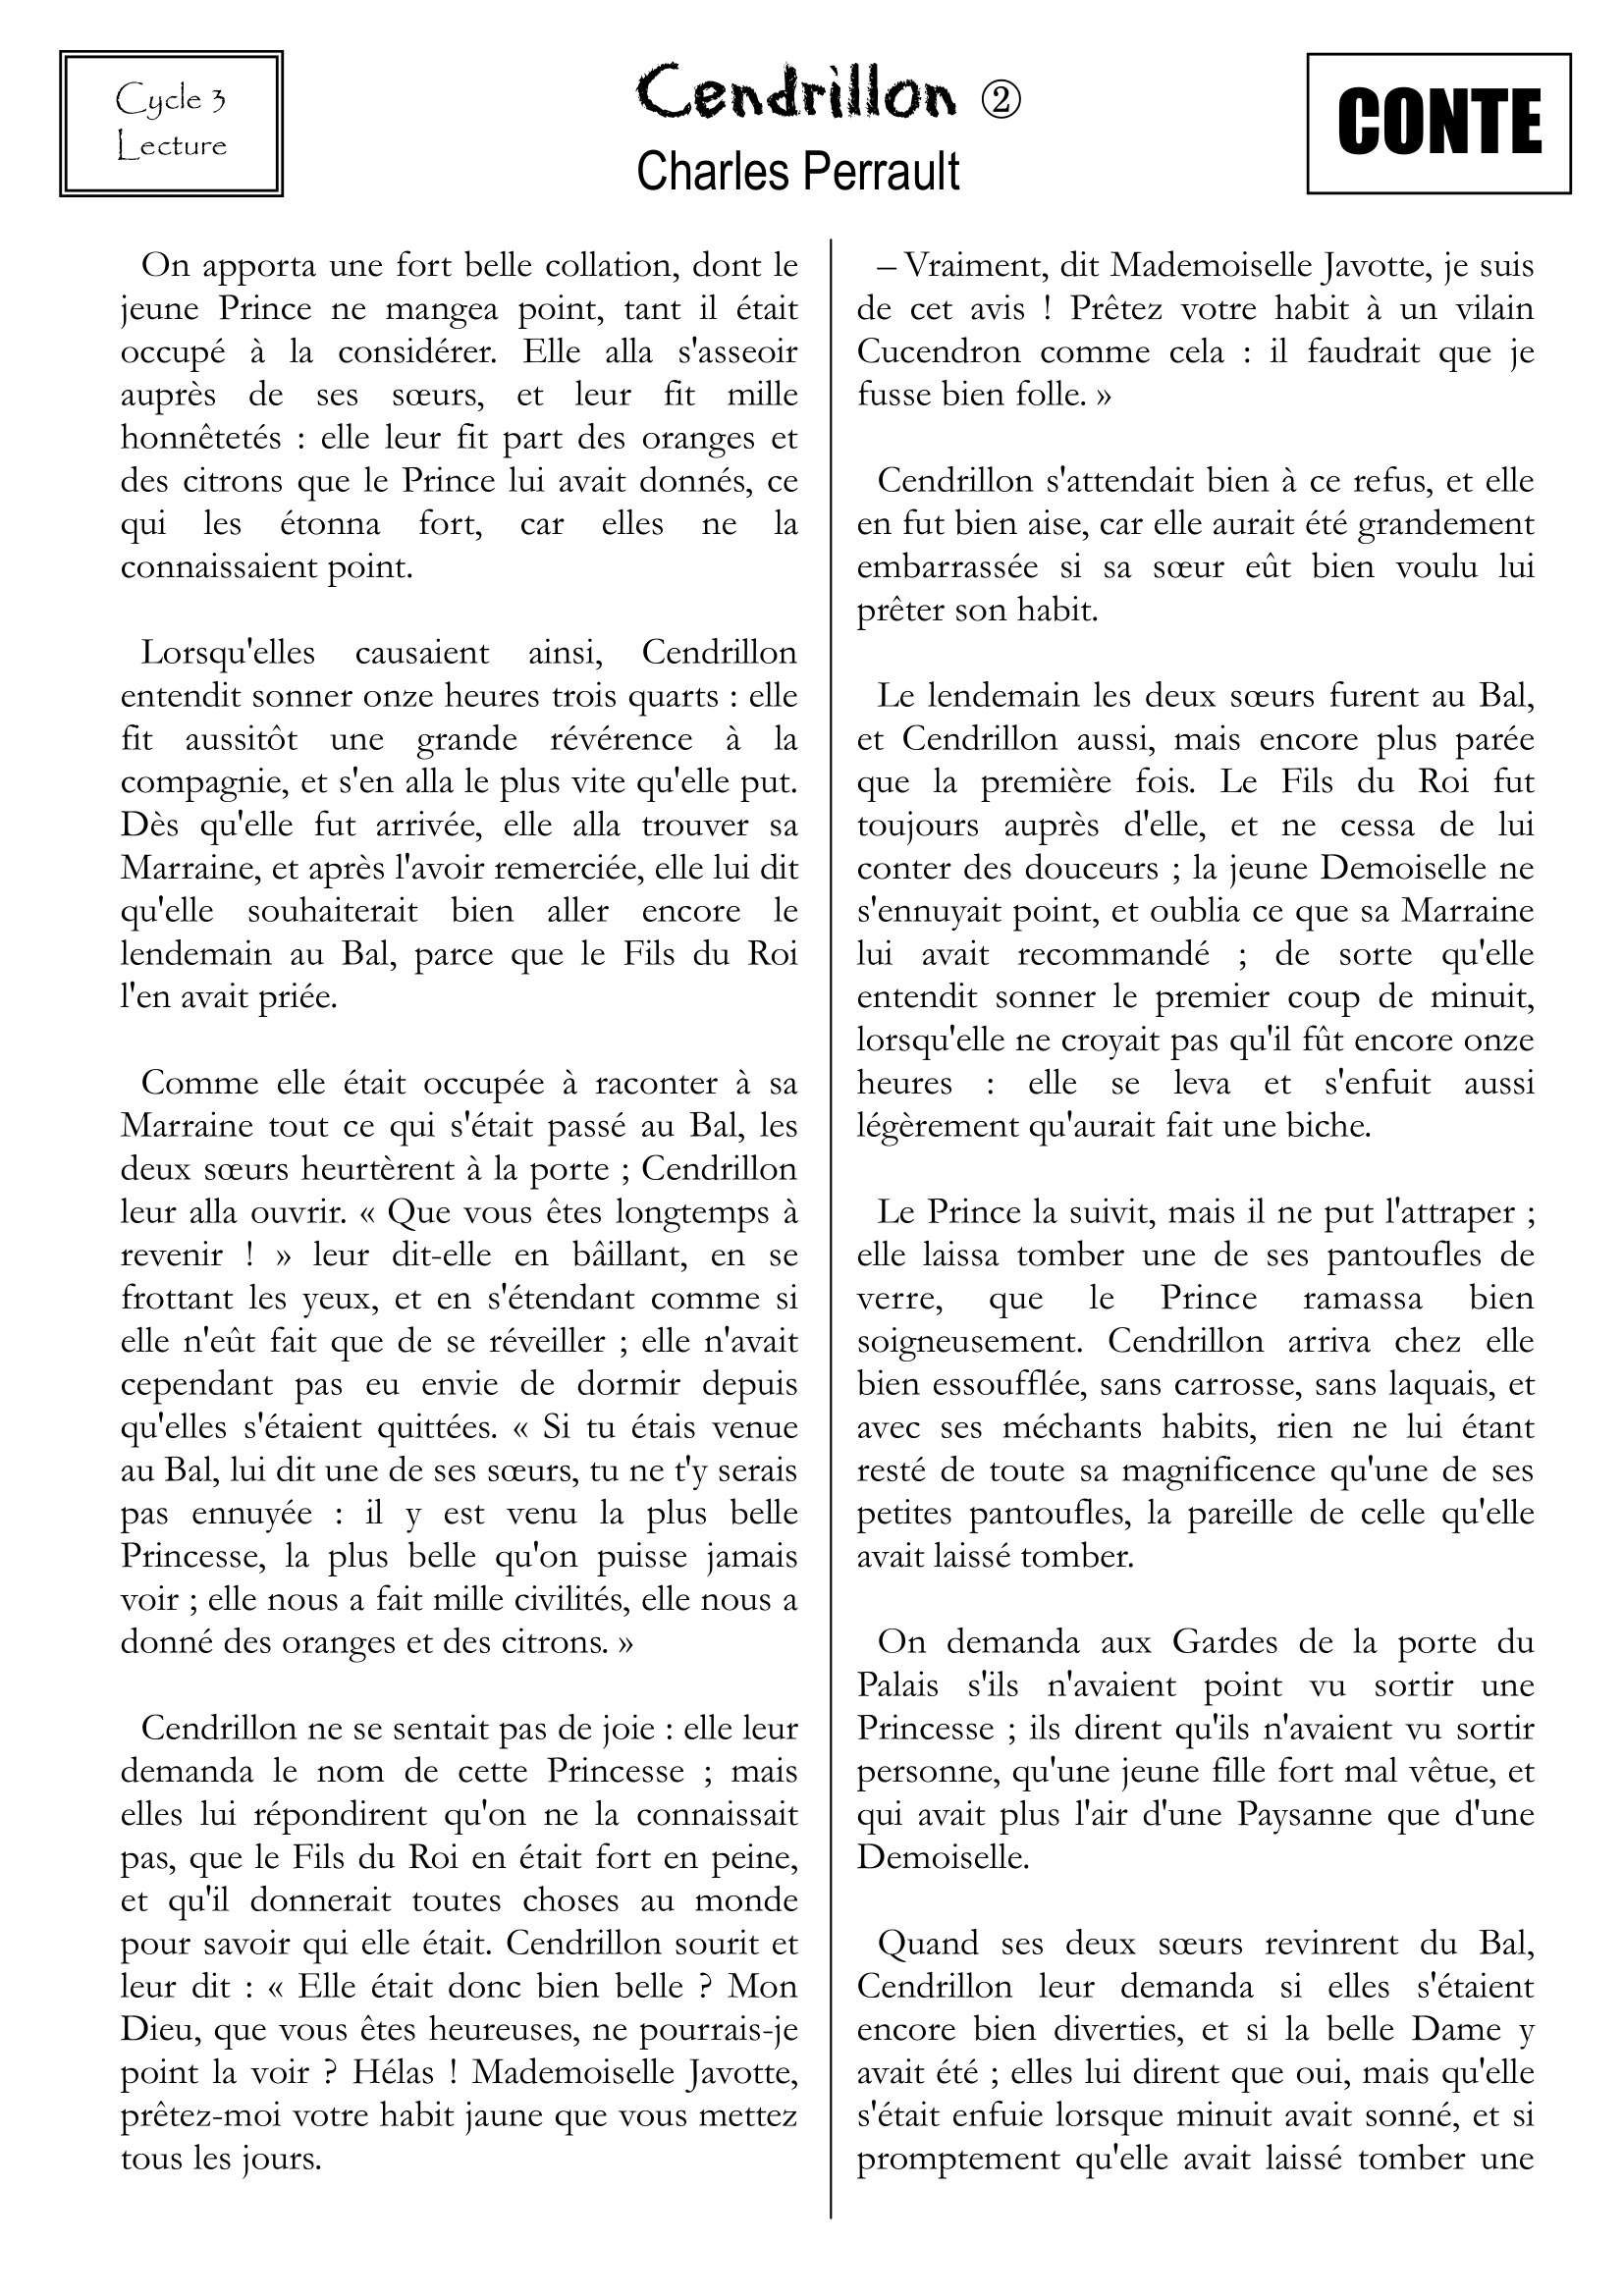 Cycle 3
Lecture
Cendrillon ②
Charles Perrault
CONTE
On apporta une fort belle collation, dont le
jeune Prince ne mangea point, tant il était
occupé à la considérer. Elle alla s'asseoir
auprès de ses sœurs, et leur fit mille
honnêtetés : elle leur fit part des oranges et
des citrons que le Prince lui avait donnés, ce
qui les étonna fort, car elles ne la
connaissaient point.
Lorsqu'elles causaient ainsi, Cendrillon
entendit sonner onze heures trois quarts : elle
fit aussitôt une grande révérence à la
compagnie, et s'en alla le plus vite qu'elle put.
Dès qu'elle fut arrivée, elle alla trouver sa
Marraine, et après l'avoir remerciée, elle lui dit
qu'elle souhaiterait bien aller encore le
lendemain au Bal, parce que le Fils du Roi
l'en avait priée.
Comme elle était occupée à raconter à sa
Marraine tout ce qui s'était passé au Bal, les
deux sœurs heurtèrent à la porte ; Cendrillon
leur alla ouvrir. « Que vous êtes longtemps à
revenir ! » leur dit-elle en bâillant, en se
frottant les yeux, et en s'étendant comme si
elle n'eût fait que de se réveiller ; elle n'avait
cependant pas eu envie de dormir depuis
qu'elles s'étaient quittées. « Si tu étais venue
au Bal, lui dit une de ses sœurs, tu ne t'y serais
pas ennuyée : il y est venu la plus belle
Princesse, la plus belle qu'on puisse jamais
voir ; elle nous a fait mille civilités, elle nous a
donné des oranges et des citrons. »
Cendrillon ne se sentait pas de joie : elle leur
demanda le nom de cette Princesse ; mais
elles lui répondirent qu'on ne la connaissait
pas, que le Fils du Roi en était fort en peine,
et qu'il donnerait toutes choses au monde
pour savoir qui elle était. Cendrillon sourit et
leur dit : « Elle était donc bien belle ? Mon
Dieu, que vous êtes heureuses, ne pourrais-je
point la voir ? Hélas ! Mademoiselle Javotte,
prêtez-moi votre habit jaune que vous mettez
tous les jours.
– Vraiment, dit Mademoiselle Javotte, je suis
de cet avis ! Prêtez votre habit à un vilain
Cucendron comme cela : il faudrait que je
fusse bien folle. »
Cendrillon s'attendait bien à ce refus, et elle
en fut bien aise, car elle aurait été grandement
embarrassée si sa sœur eût bien voulu lui
prêter son habit.
Le lendemain les deux sœurs furent au Bal,
et Cendrillon aussi, mais encore plus parée
que la première fois. Le Fils du Roi fut
toujours auprès d'elle, et ne cessa de lui
conter des douceurs ; la jeune Demoiselle ne
s'ennuyait point, et oublia ce que sa Marraine
lui avait recommandé ; de sorte qu'elle
entendit sonner le premier coup de minuit,
lorsqu'elle ne croyait pas qu'il fût encore onze
heures : elle se leva et s'enfuit aussi
légèrement qu'aurait fait une biche.
Le Prince la suivit, mais il ne put l'attraper ;
elle laissa tomber une de ses pantoufles de
verre, que le Prince ramassa bien
soigneusement. Cendrillon arriva chez elle
bien essoufflée, sans carrosse, sans laquais, et
avec ses méchants habits, rien ne lui étant
resté de toute sa magnificence qu'une de ses
petites pantoufles, la pareille de celle qu'elle
avait laissé tomber.
On demanda aux Gardes de la porte du
Palais s'ils n'avaient point vu sortir une
Princesse ; ils dirent qu'ils n'avaient vu sortir
personne, qu'une jeune fille fort mal vêtue, et
qui avait plus l'air d'une Paysanne que d'une
Demoiselle.
Quand ses deux sœurs revinrent du Bal,
Cendrillon leur demanda si elles s'étaient
encore bien diverties, et si la belle Dame y
avait été ; elles lui dirent que oui, mais qu'elle
s'était enfuie lorsque minuit avait sonné, et si
promptement qu'elle avait laissé tomber une